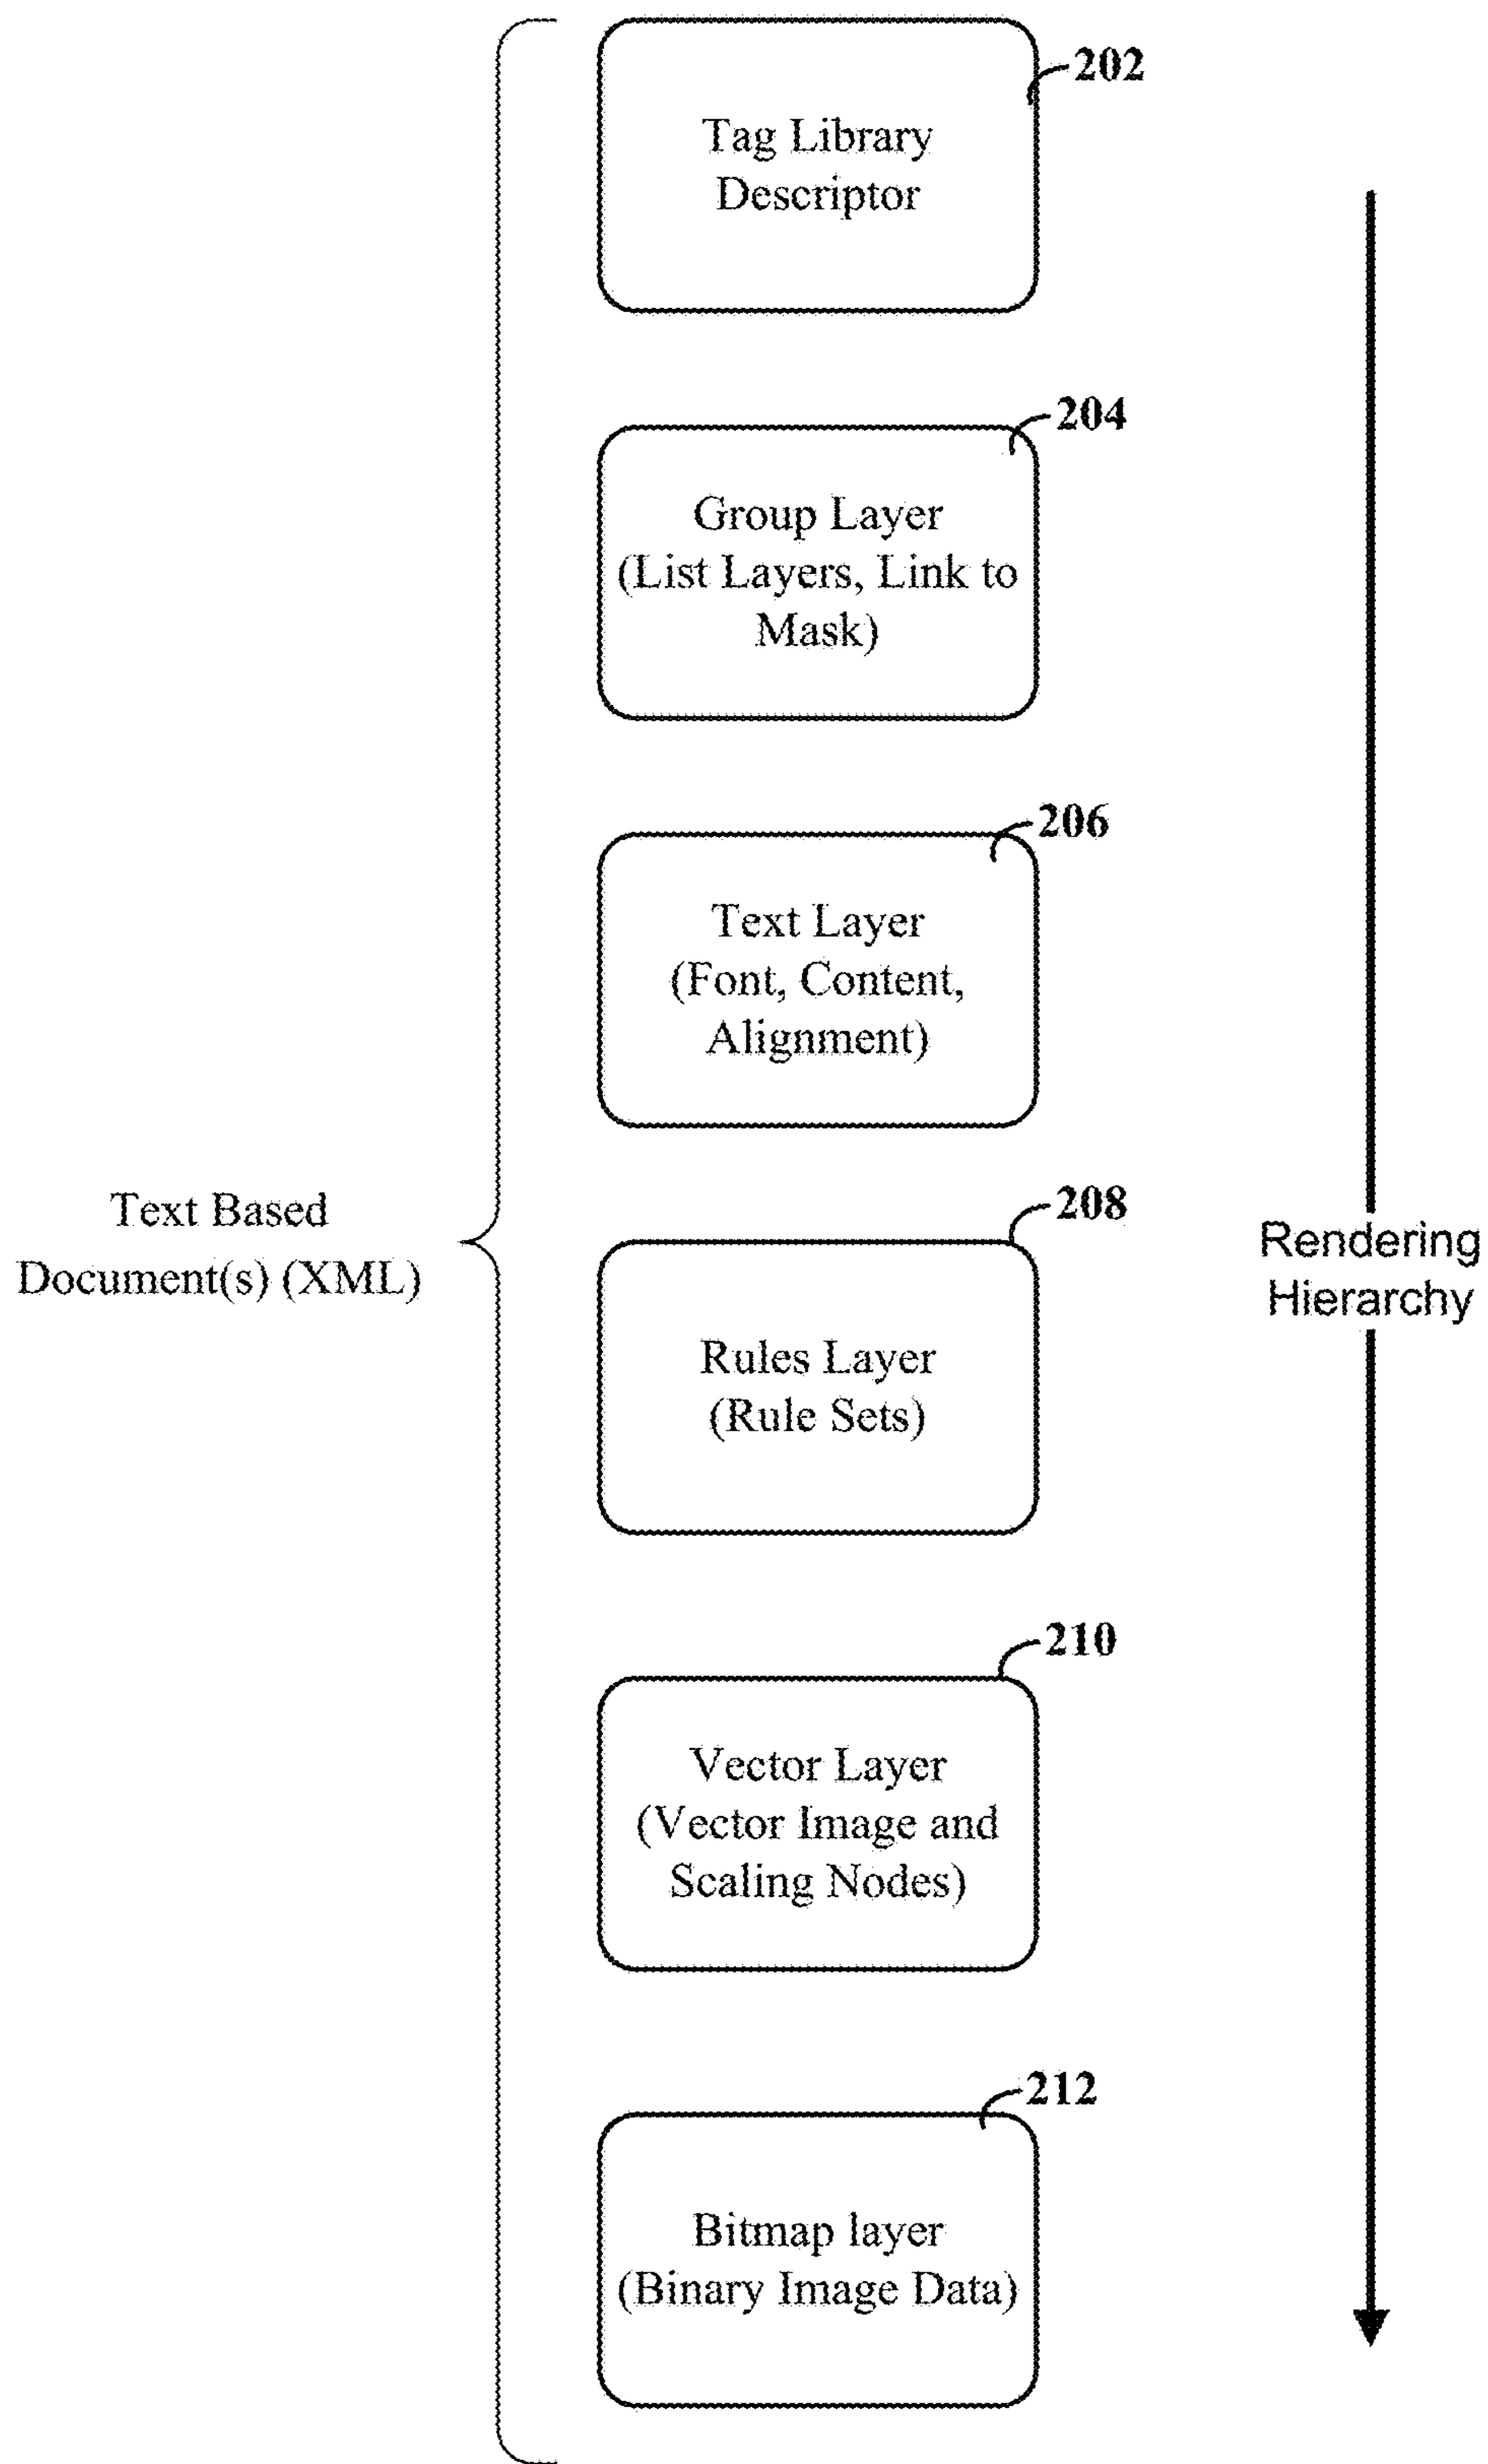 202
Tag Library
Descriptor
204
Group Layer
(List Layers, Link to
Mask)
206
Text Layer
(Font, Content,
Alignment)
Text Based
Document(s) (XML)
208
Rendering
Hierarchy
Rules Layer
(Rule Sets)
210
Vector Layer
(Vector Image and
Scaling Nodes)
212
Bitmap layer
(Binary Image Data)